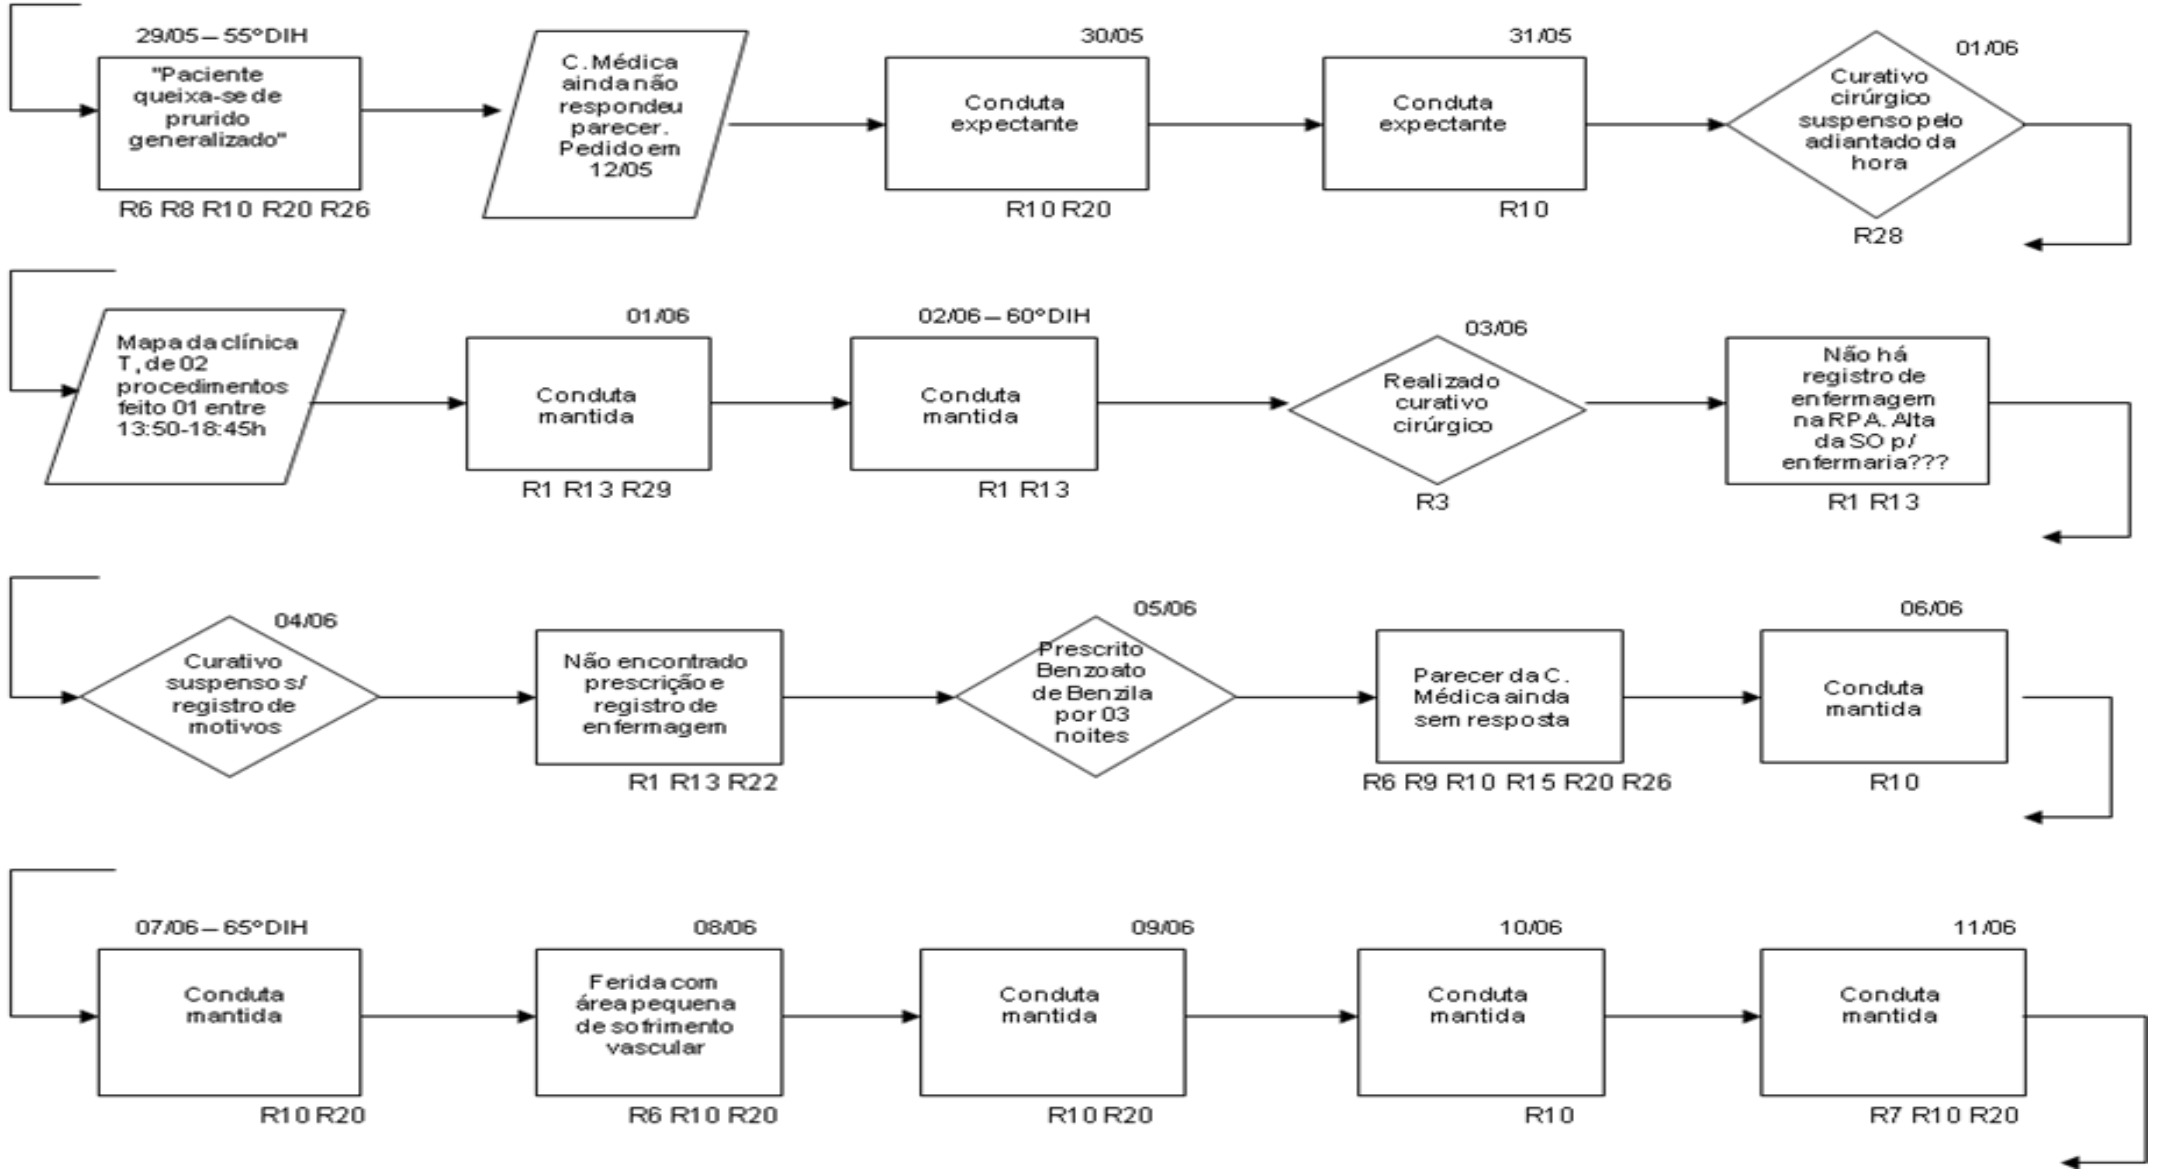 29/05 – 55°DIH
"Paciente
queixa-se de
prurido
generalizado"
R6 R8 R10 R20 R26
C. Médica
ainda não
respondeu
parecer.
Pedido em
12/05
30/05
Conduta
expectante
R10 R20
31/05
Conduta
expectante
R10
01/06
Curativo
cirúrgico
suspenso pelo
adiantado da
hora
R28
Mapa da clínica
T, de 02
procedimentos
feito 01 entre
13:50-18:45h
01/06
Conduta
mantida
R1 R13 R29
02/06 – 60°DIH
Conduta
mantida
R1 R13
03/06
Realizado
curativo
cirúrgico
R3
Não há
registro de
enfermagem
na RPA. Alta
da SO p/
enfermaria???
R1 R13
04/06
Curativo
suspenso s/
registro de
motivos
Não encontrado
prescrição e
registro de
enfermagem
R1 R13 R22
05/06
Prescrito
Benzoato
de Benzila
por 03
noites
Parecer da C.
Médica ainda
sem resposta
R6 R9 R10 R15 R20 R26
06/06
Conduta
mantida
R10
07/06 – 65°DIH
Conduta
mantida
R10 R20
08/06
Ferida com
área pequena
de sofrimento
vascular
R6 R10 R20
09/06
Conduta
mantida
R10 R20
10/06
Conduta
mantida
R10
11/06
Conduta
mantida
R7 R10 R20